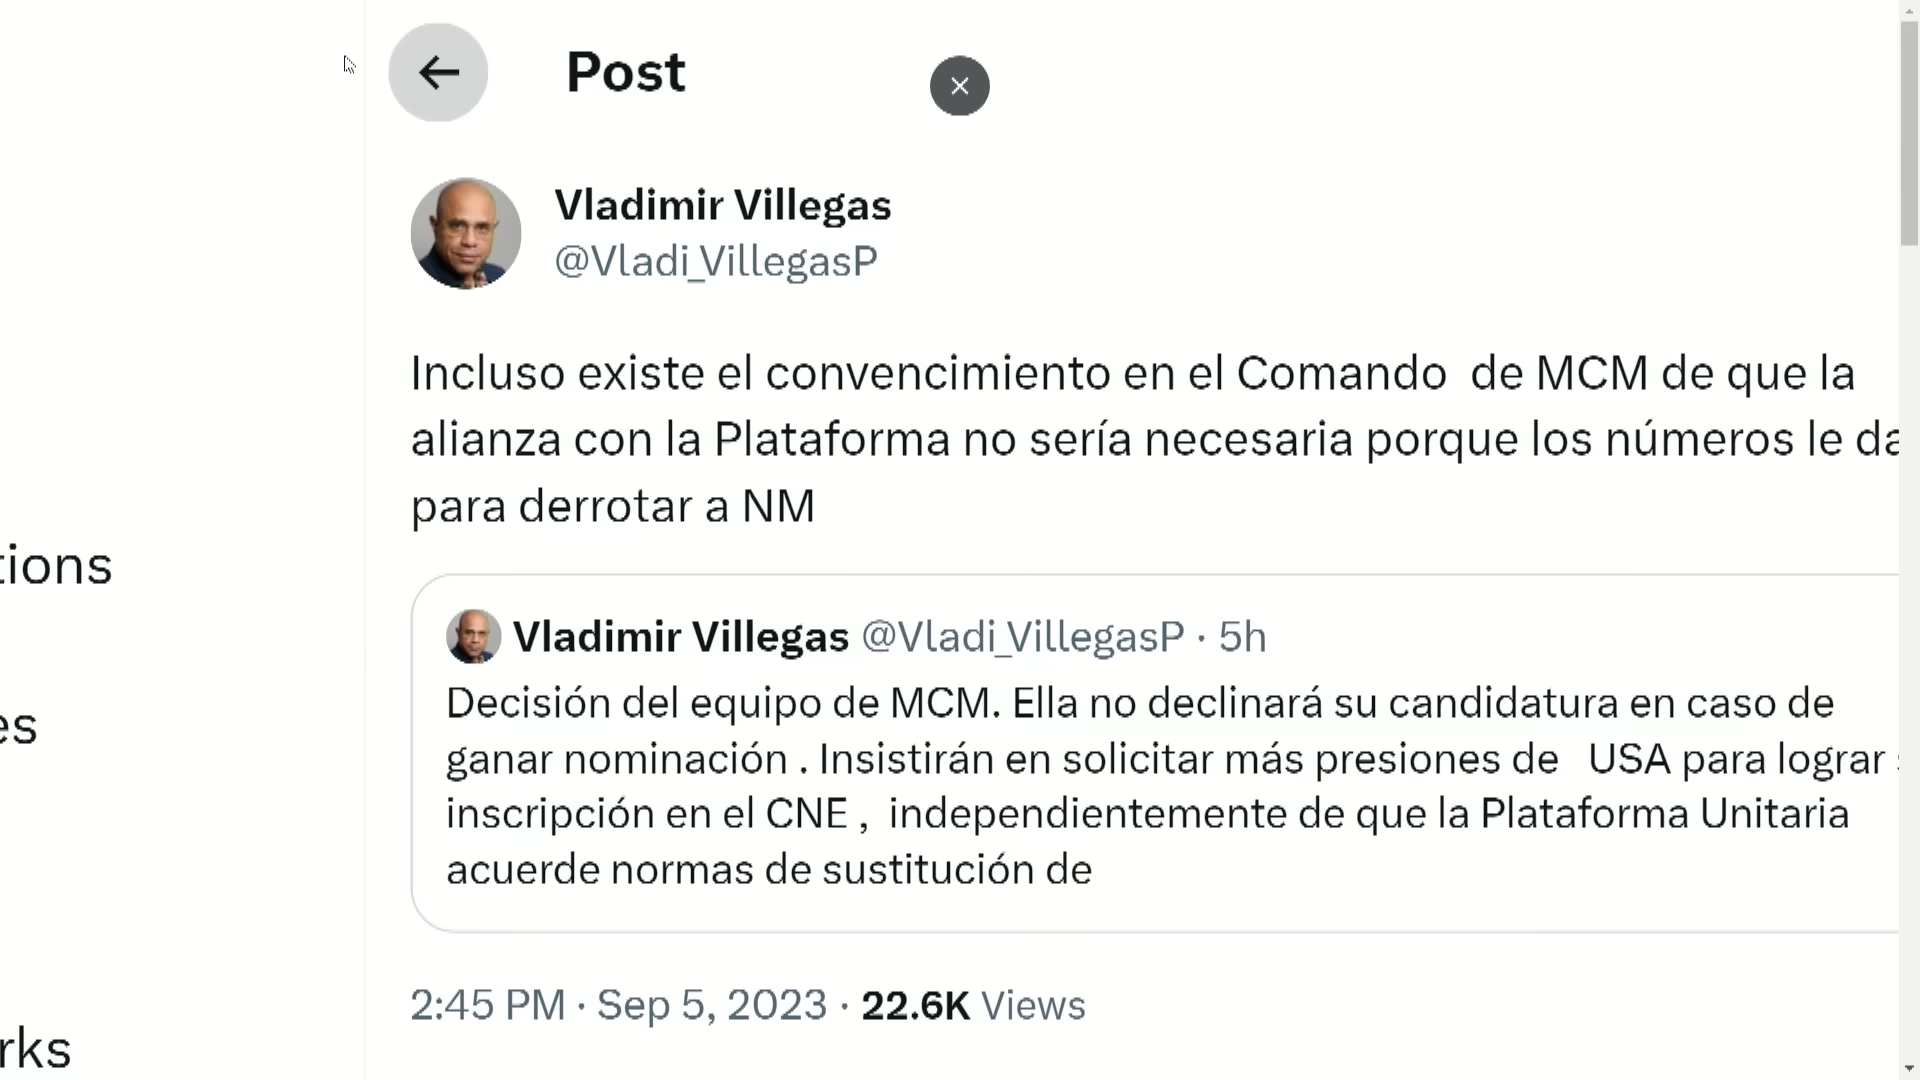 Post
Vladimir Villegas
@Vladi_VillegasP
Incluso existe el convencimiento en el Comando de MCM de que la
alianza con la Plataforma no sería necesaria porque los números le
para derrotar a NM
Vladimir Villegas @Vladi_VillegasP · 5h
Decisión del equipo de MCM. Ella no declinará su candidatura en caso de
ganar nominación . Insistirán en solicitar más presiones de USA para lograr
inscripción en el CNE , independientemente de que la Plataforma Unitaria
acuerde normas de sustitución de
2:45 PM · Sep 5, 2023 · 22.6K Views